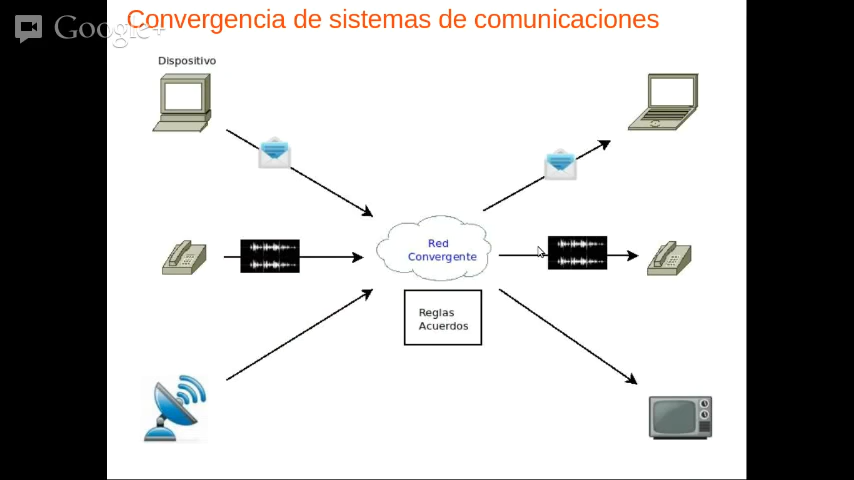 Convergencia de sistemas de comunicaciones
Google+
Dispositivo
Red
Convergente
Reglas
Acuerdos